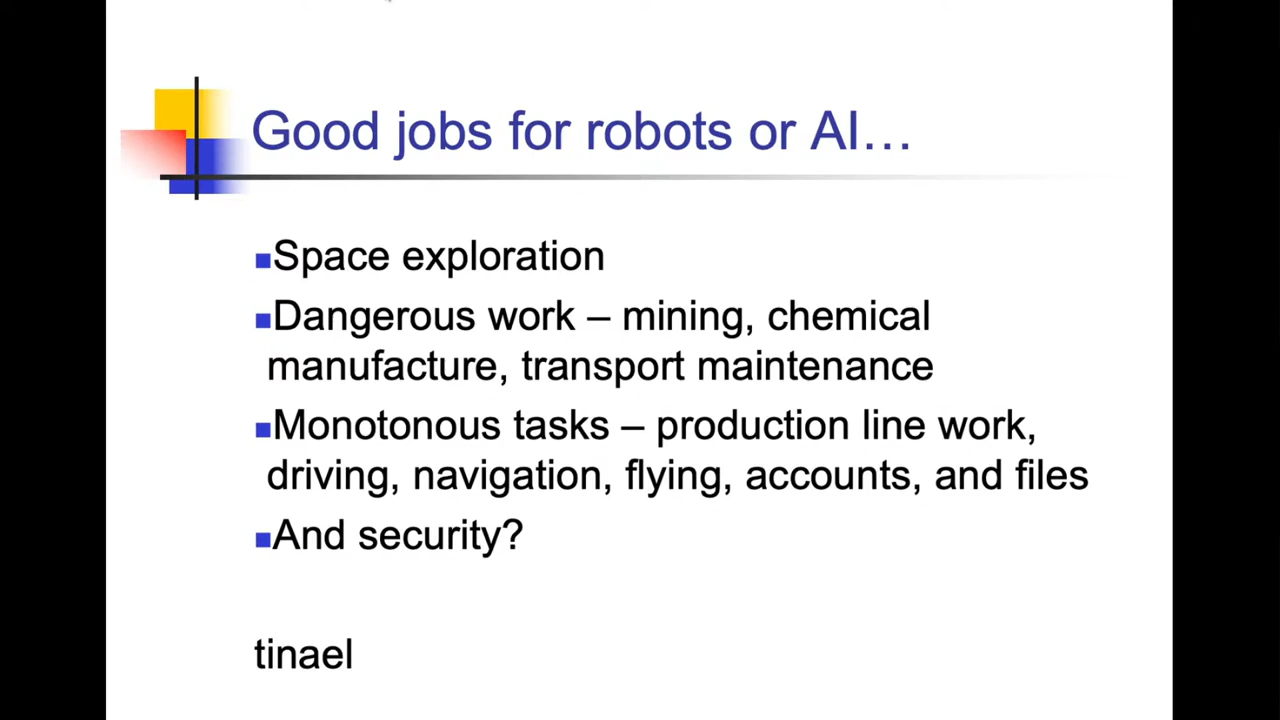 Good jobs for robots or AI…
Space exploration
Dangerous work – mining, chemical
manufacture, transport maintenance
Monotonous tasks – production line work,
driving, navigation, flying, accounts, and files
And security?
tinael